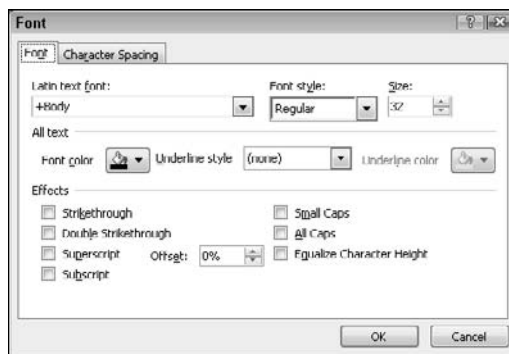 Font
Font Character Spacing
Latin text font: Font style: Size:
+Body Regular 32
All text
Font color Underline style (none) Underline color
Effects
Strikethrough Small Caps
Double Strikethrough All Caps
Superscript Offset: 0% Equalize Character Height
Subscript
OK Cancel